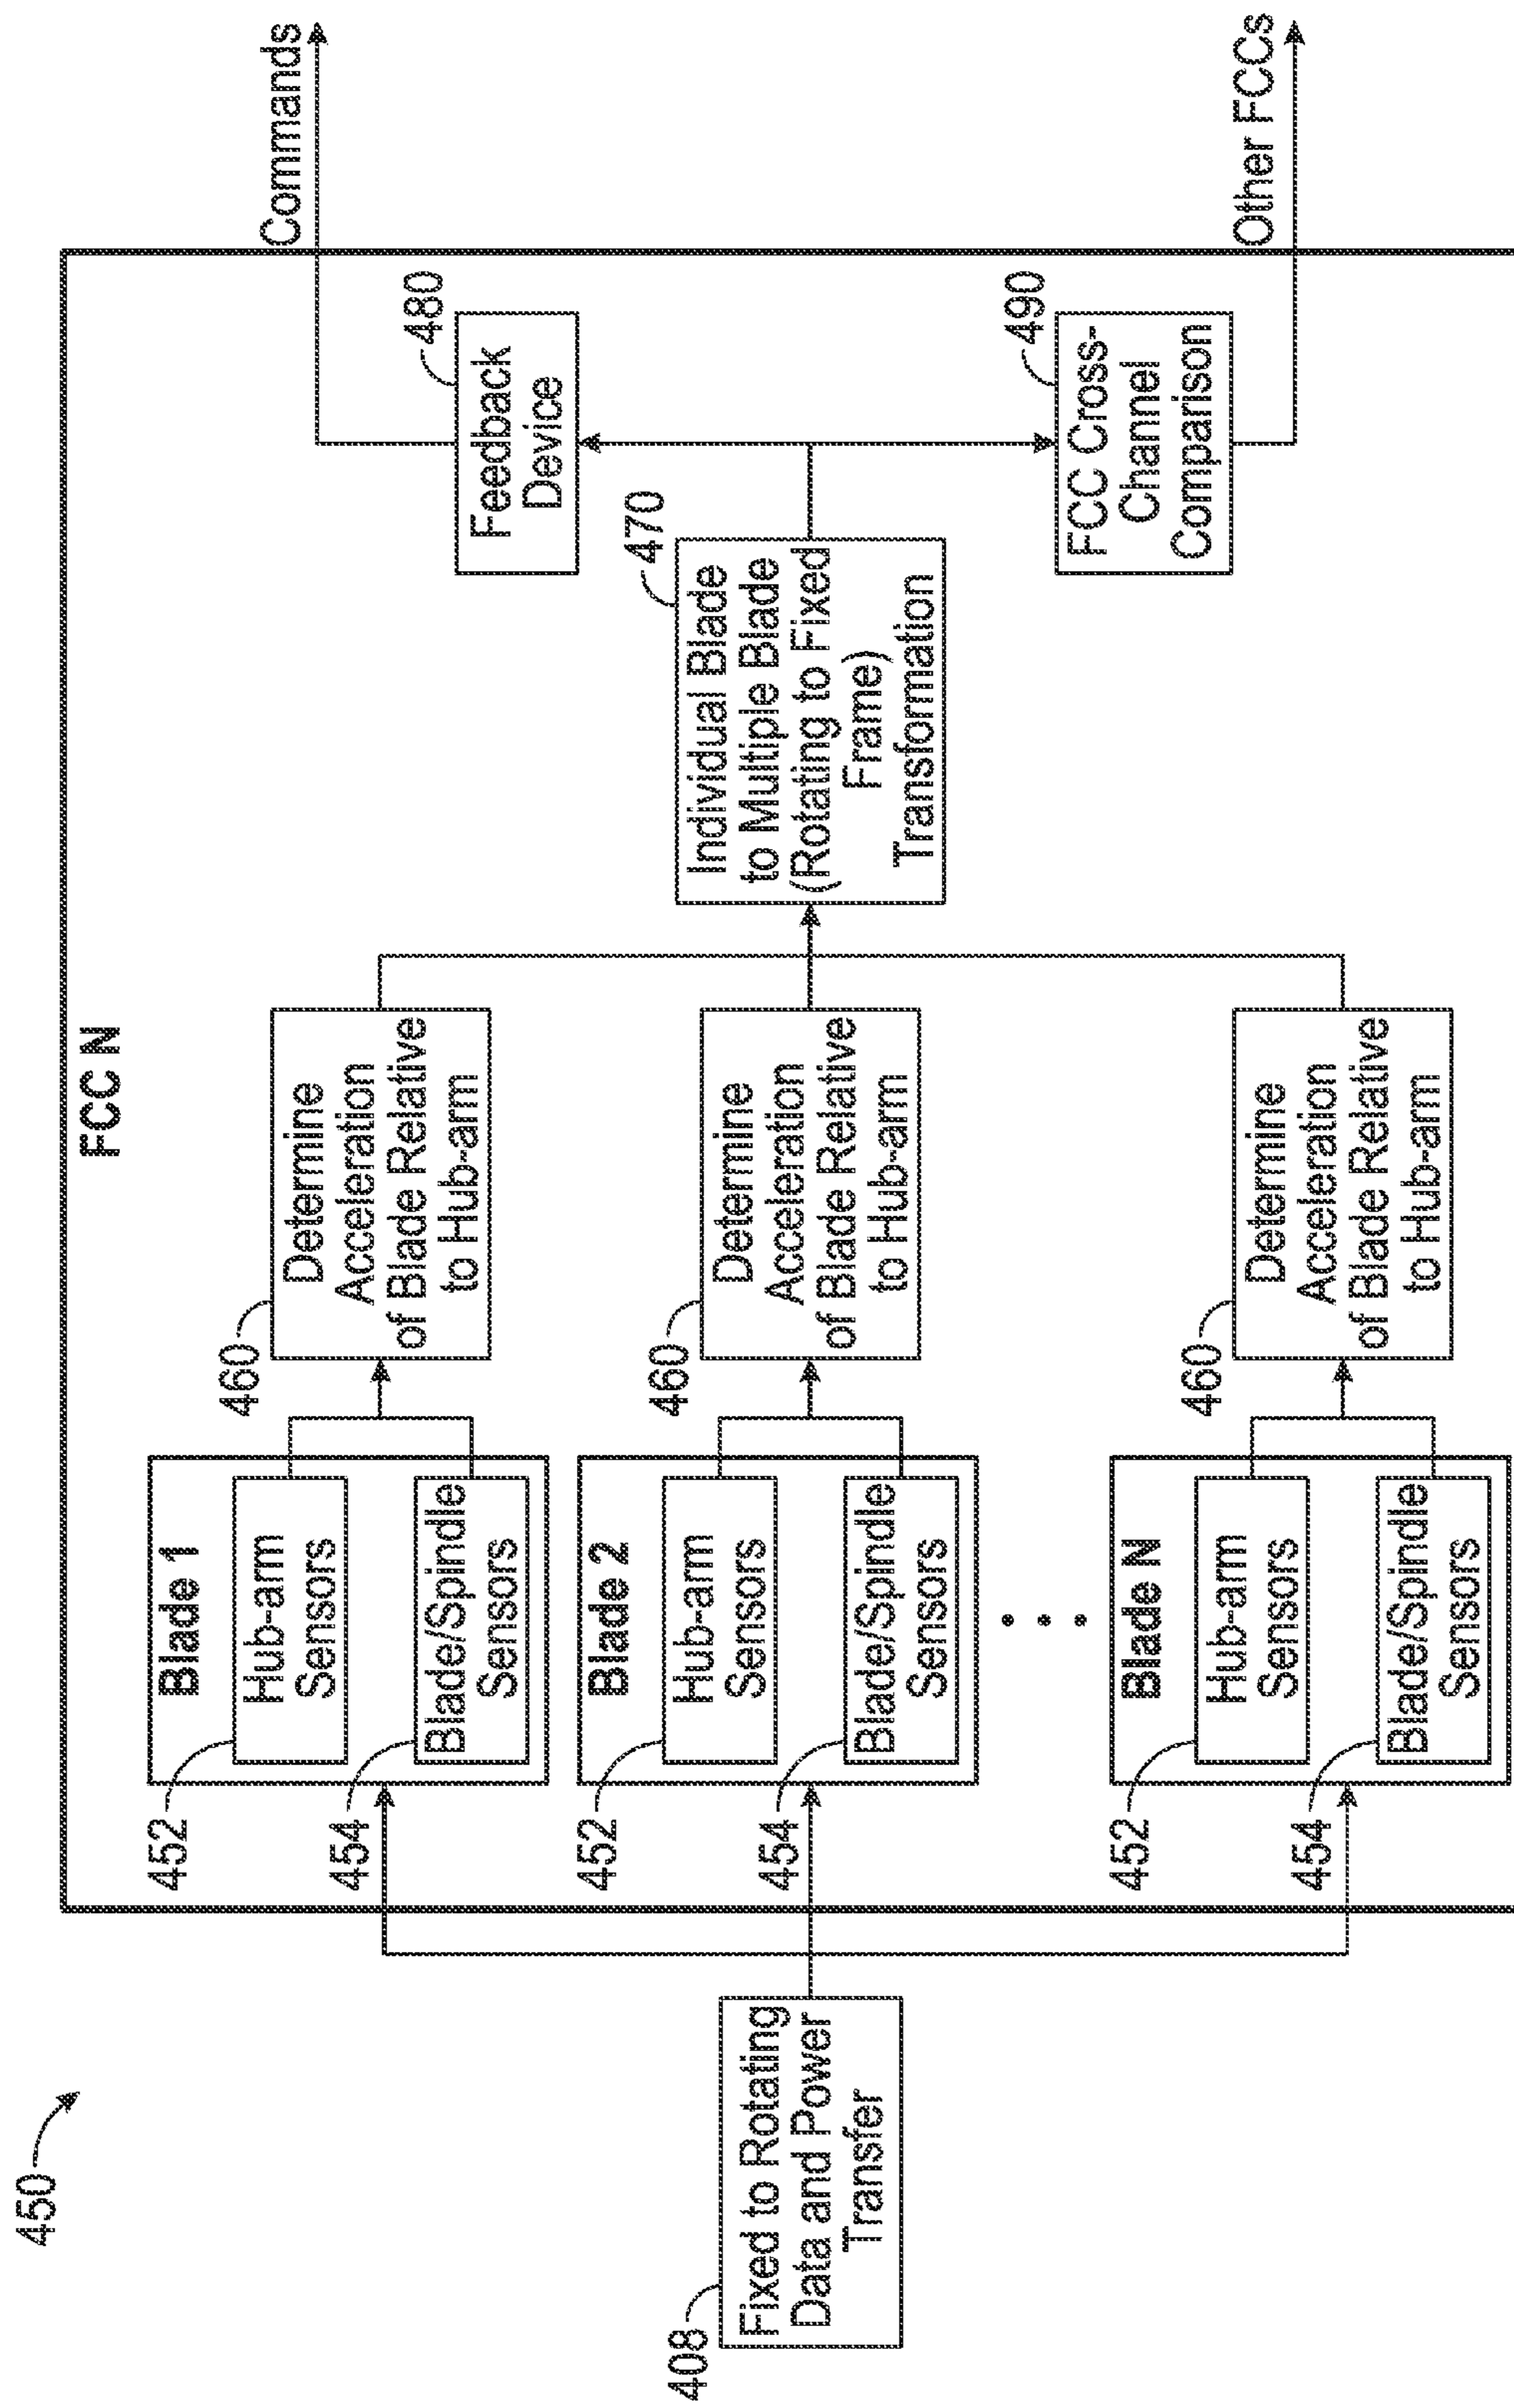 450
408
Fixed to Rotating
Data and Power
Transfer
FCC N
Blade 1
452
Hub-arm
Sensors
454
Blade/Spindle
Sensors
460
Determine
Acceleration
of Blade Relative
to Hub-arm
Blade 2
452
Hub-arm
Sensors
454
Blade/Spindle
Sensors
460
Determine
Acceleration
of Blade Relative
to Hub-arm
Blade N
452
Hub-arm
Sensors
454
Blade/Spindle
Sensors
460
Determine
Acceleration
of Blade Relative
to Hub-arm
470
Individual Blade
to Multiple Blade
(Rotating to Fixed
Frame)
Transformation
480
Feedback
Device
Commands
490
FCC Cross-
Channel
Comparison
Other FCCs